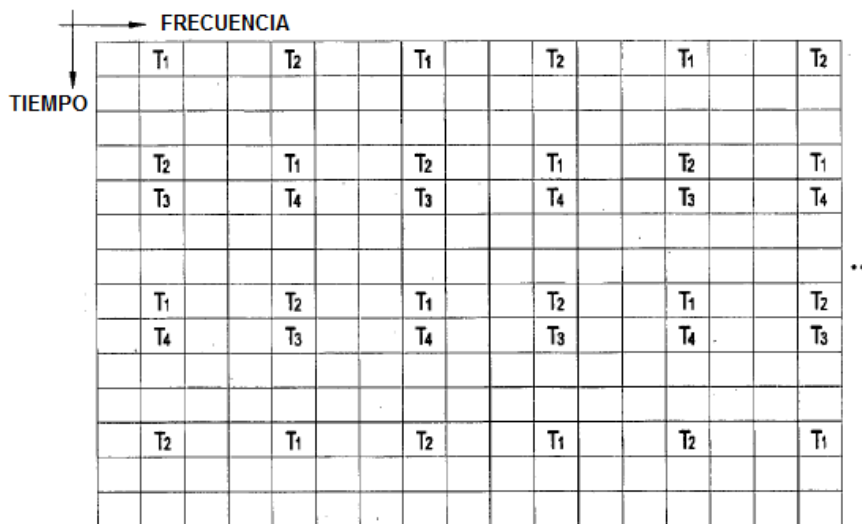 FRECUENCIA
TIEMPO
T1 T2 T1 T2 T1 T2
T2 T1 T2 T1 T2 T1
T3 T4 T3 T4 T3 T4
T1 T2 T1 T2 T1 T2
T4 T3 T4 T3 T4 T3
T2 T1 T2 T1 T2 T1